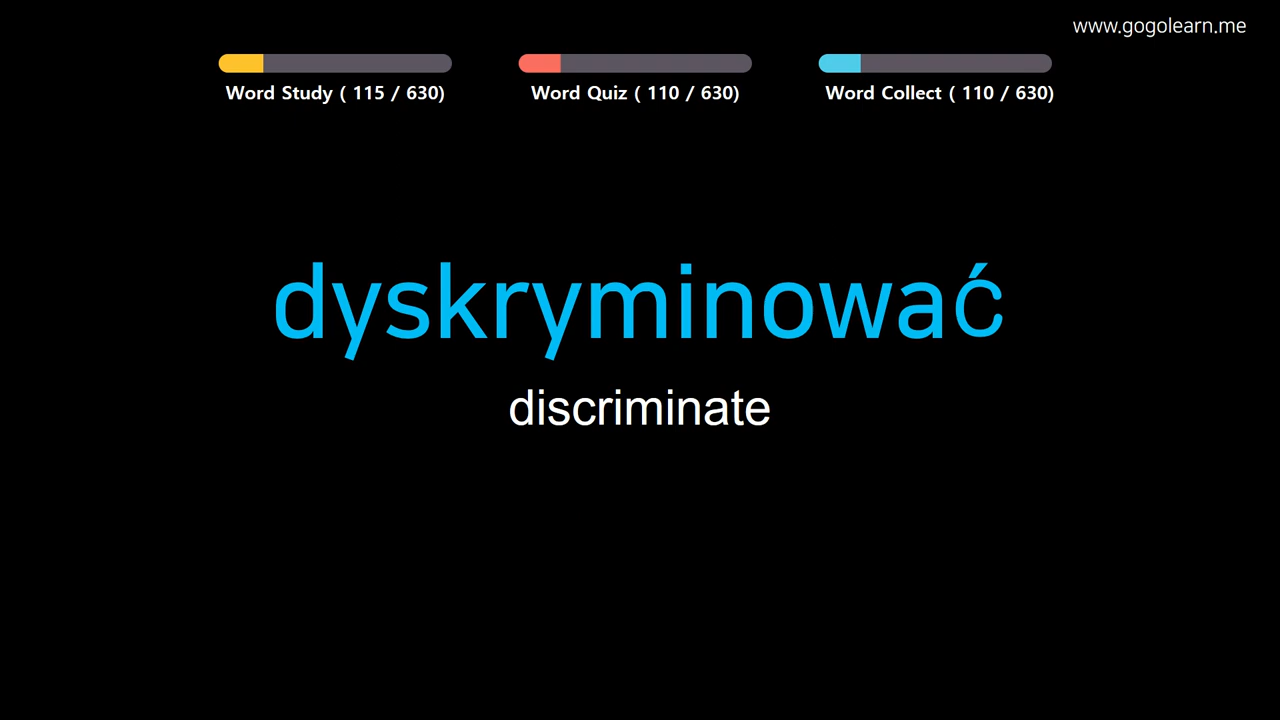 www.gogolearn.me
Word Study ( 115 / 630)
Word Quiz ( 110 / 630)
Word Collect ( 110 / 630)
dyskryminować
discriminate